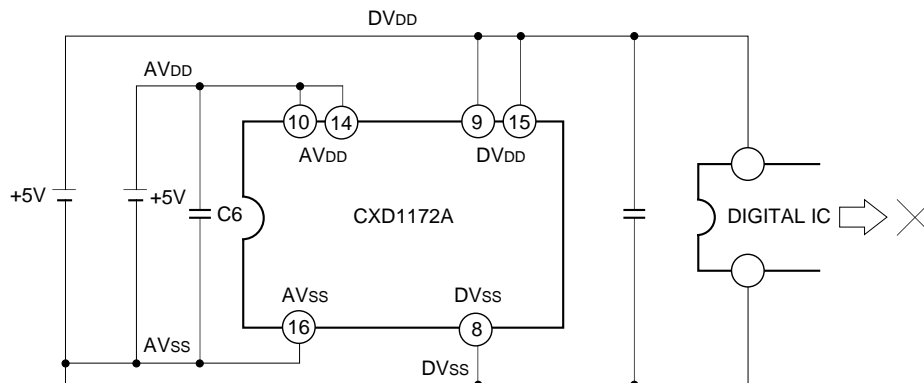 DVDD
AVDD
10
14
9
15
AVDD
DVDD
+5V
+5V
C6
CXD1172A
DIGITAL IC
AVSS
DVSS
16
8
AVSS
DVSS